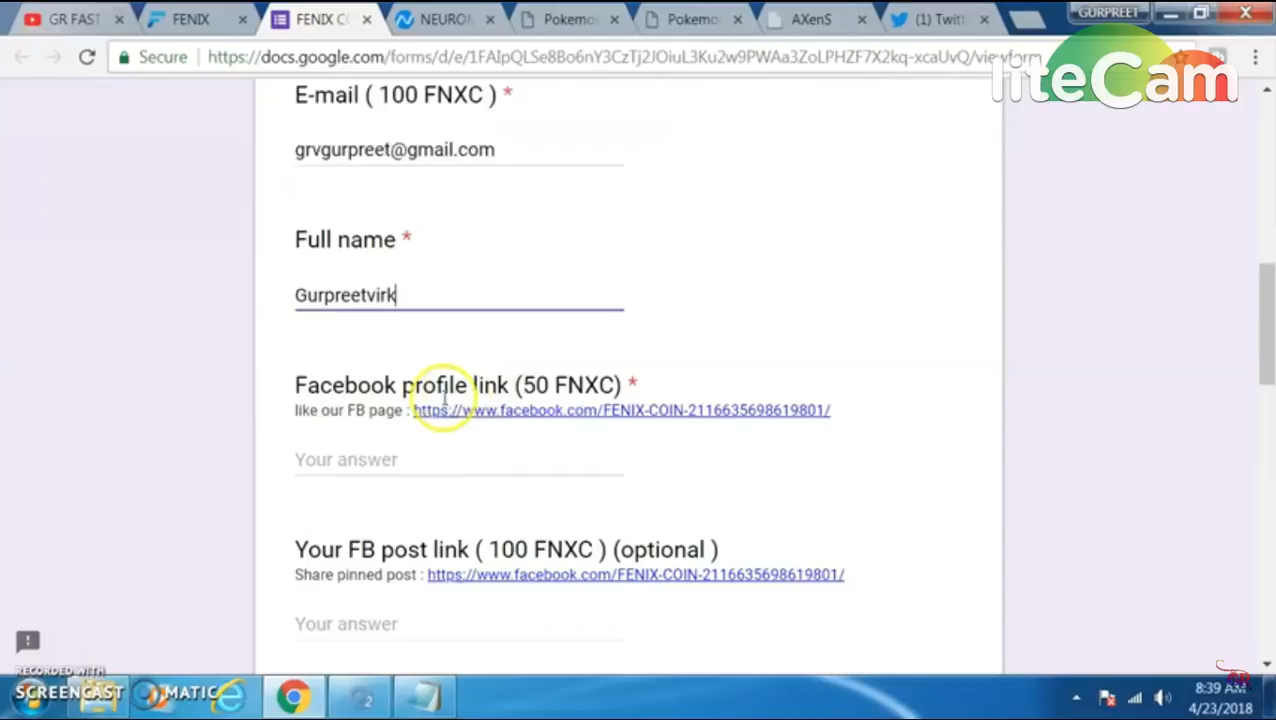 GR FAST
FENIX
FENIX CO
NEURO
Pokemo
Pokemo
AXenS
(1) Twitt
GURPREET
Secure
https://docs.google.com/forms/d/e/1FAIpQLSe8Bo6nY3CzTj2JOiuL3Ku2w9PWAa3ZoLPHZF7X2kq-xcaUvQ/viewform
liteCam
E-mail ( 100 FNXC ) *
grvgurpreet@gmail.com
Full name *
Gurpreetvirk
Facebook profile link (50 FNXC) *
like our FB page : https://www.facebook.com/FENIX-COIN-2116635698619801/
Your answer
Your FB post link ( 100 FNXC ) (optional )
Share pinned post : https://www.facebook.com/FENIX-COIN-2116635698619801/
Your answer
RECORDED WITH
SCREENCAST MATIC
8:39 AM
4/23/2018